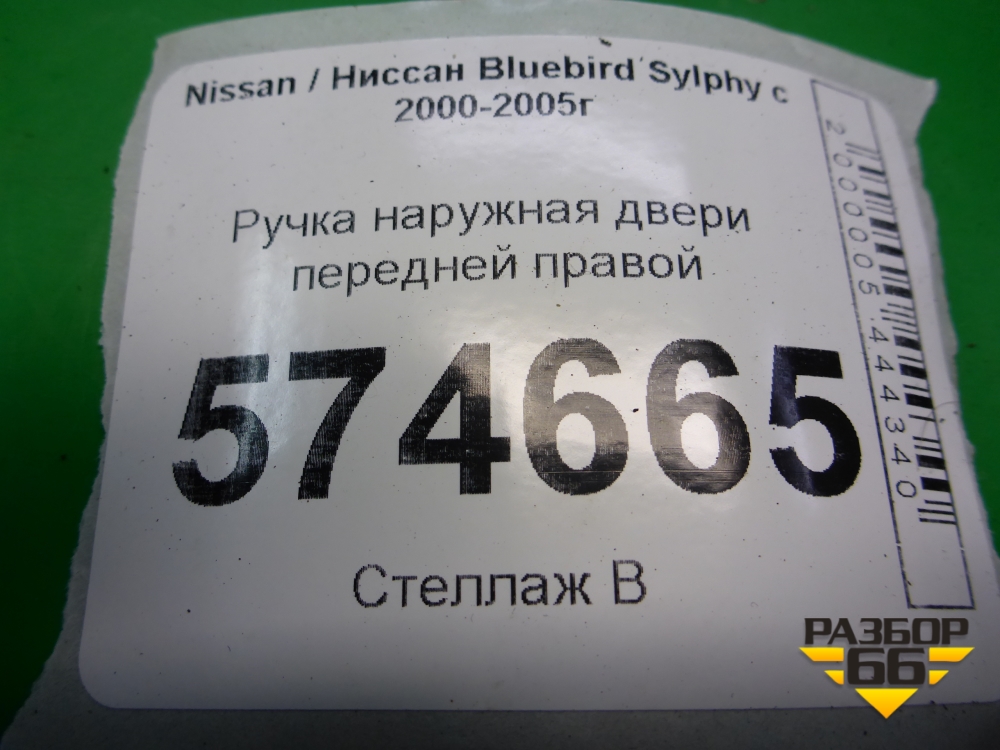 Nissan / Ниссан Bluebird Sylphy с
2000-2005г
Ручка наружная двери
передней правой
574665
Стеллаж В
2000005444340
РАЗБОР
66